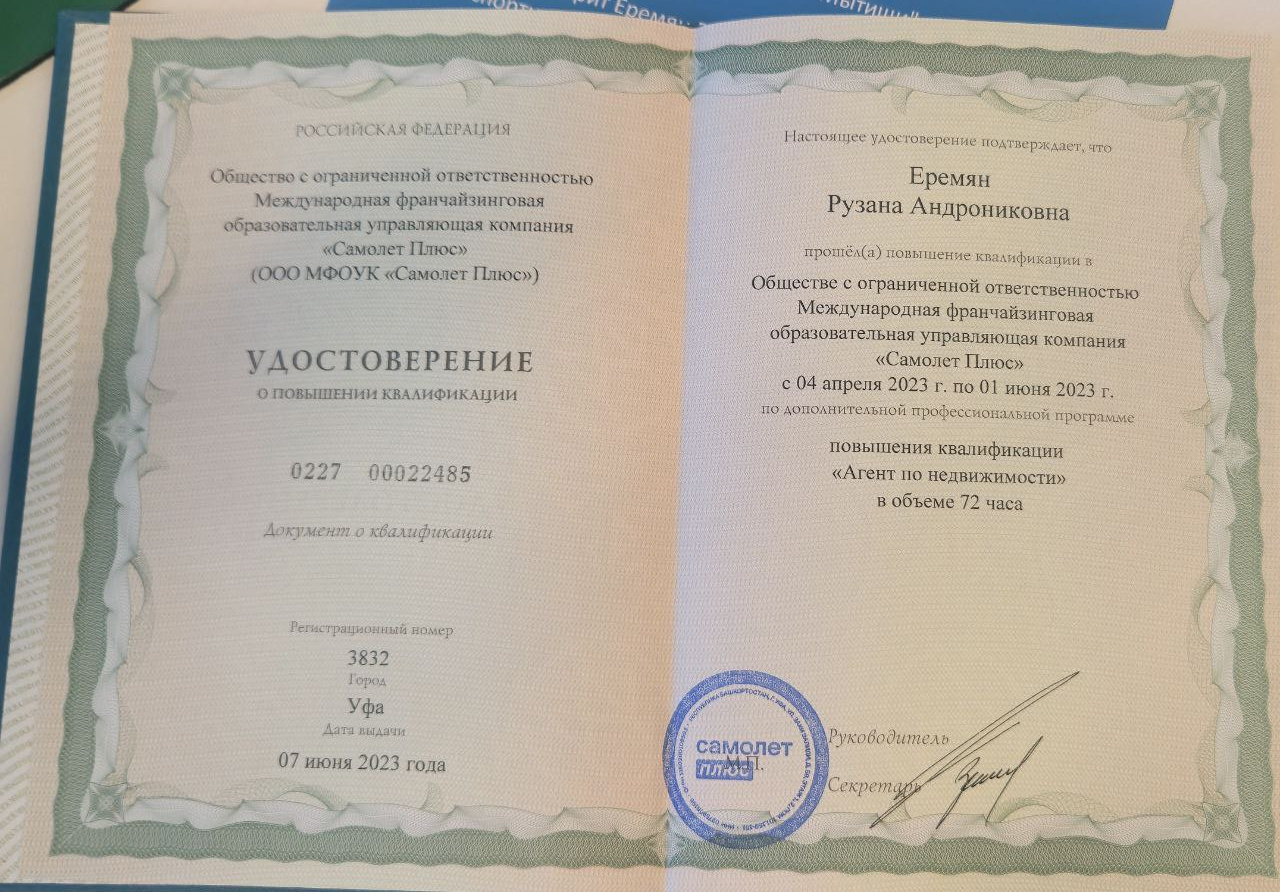 РОССИЙСКАЯ ФЕДЕРАЦИЯ
Общество с ограниченной ответственностью
Международная франчайзинговая
образовательная управляющая компания
«Самолет Плюс»
(ООО МФОУК «Самолет Плюс»)
УДОСТОВЕРЕНИЕ
О ПОВЫШЕНИИ КВАЛИФИКАЦИИ
0227 00022485
Документ о квалификации
Регистрационный номер
3832
Город
Уфа
Дата выдачи
07 июня 2023 года
Настоящее удостоверение подтверждает, что
Еремян
Рузана Андрониковна
прошёл(а) повышение квалификации в
Обществе с ограниченной ответственностью
Международная франчайзинговая
образовательная управляющая компания
«Самолет Плюс»
с 04 апреля 2023 г. по 01 июня 2023 г.
по дополнительной профессиональной программе
повышения квалификации
«Агент по недвижимости»
в объеме 72 часа
самолет
плюс
М.П.
Руководитель
Секретарь